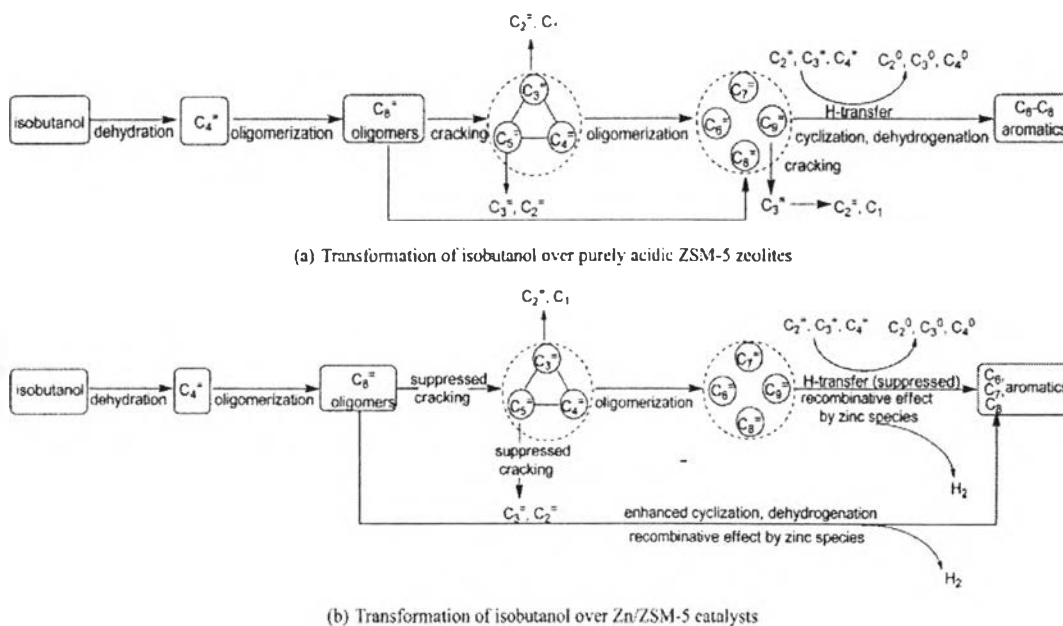 C₂⁼, C₁
C₂⁼, C₃⁼, C₄⁼ C₂⁰, C₃⁰, C₄⁰
isobutanol
dehydration
C₄⁼
oligomerization
C₈⁼
oligomers
cracking
C₃⁼
C₅⁼ C₄⁼
oligomerization
C₇⁼
C₆⁼ C₉⁼
C₈⁼
H-transfer
cyclization, dehydrogenation
C₆-C₈
aromatics
cracking
C₃⁼, C₂⁼
C₃⁼ C₂⁼, C₁
(a) Transformation of isobutanol over purely acidic ZSM-5 zeolites
C₂⁼, C₁
C₂⁼, C₃⁼, C₄⁼ C₂⁰, C₃⁰, C₄⁰
isobutanol
dehydration
C₄⁼
oligomerization
C₈⁼
oligomers
suppressed
cracking
C₃⁼
C₅⁼ C₄⁼
oligomerization
C₇⁼
C₆⁼ C₉⁼
C₈⁼
H-transfer (suppressed)
recombinative effect
by zinc species
C₆,
C₇, aromatics
C₈
suppressed
cracking
H₂
C₃⁼, C₂⁼
enhanced cyclization, dehydrogenation
recombinative effect by zinc species
H₂
(b) Transformation of isobutanol over Zn/ZSM-5 catalysts